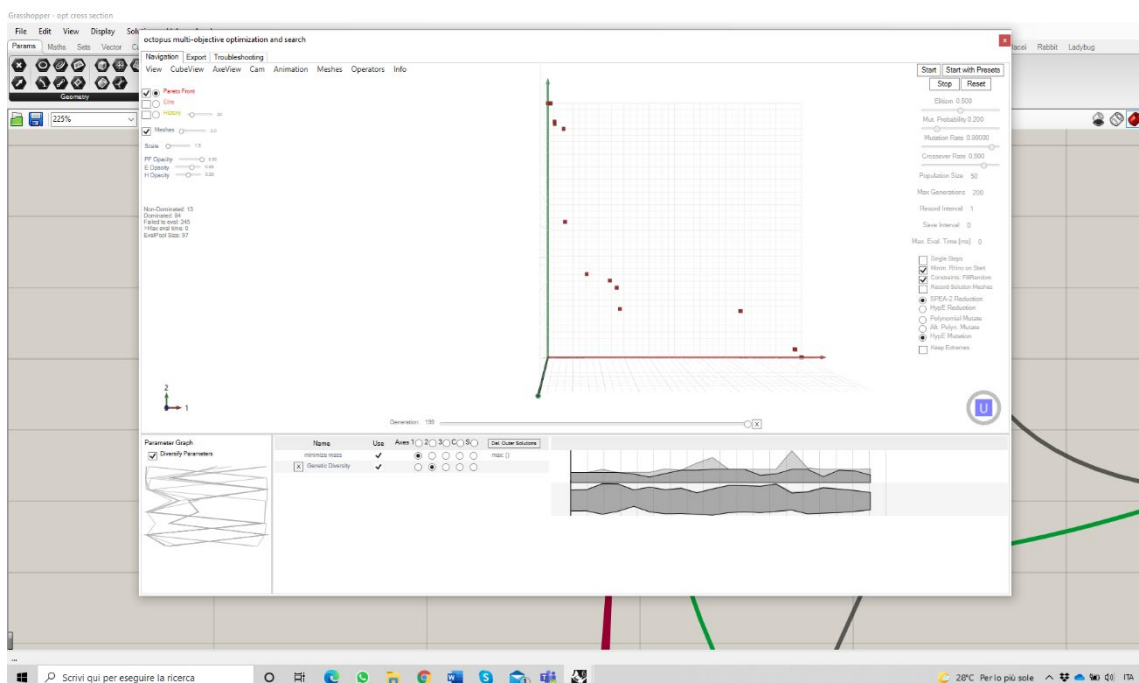 Grasshopper - opt cross section
File Edit View Display
Params Maths Sets Vector
Rabbit Ladybug
Geometry
225%
octopus multi-objective optimization and search
Navigation Export Troubleshooting
View CubeView AxeView Cam Animation Meshes Operators Info
Pareto Front
Elite
History
Meshes
Scale
PF Opacity
E Opacity
H Opacity
Non-Dominated: 13
Dominated: 84
Failed to eval: 245
>Max eval time: 0
EvalPool Size: 97
Start Start with Presets
Stop Reset
Elitism 0.500
Mut. Probability 0.200
Mutation Rate 0.90000
Crossover Rate 0.800
Population Size 50
Max Generations 200
Record Interval 1
Save Interval 0
Max. Eval. Time [ms] 0
Single Steps
Minim. Rhino on Start
Constraints: FillRandom
Record Solution Meshes
SPEA-2 Reduction
HypE Reduction
Polynomial Mutate
Alt. Polyn. Mutate
HypE Mutation
Keep Extremes
2
1
U
Generation: 199
X
Parameter Graph
Diversify Parameters
Name Use Axes 1 2 3 C S Del. Outer Solutions
minimize mass max: ()
X Genetic Diversity
...
Scrivi qui per eseguire la ricerca
28°C Per lo più sole
ITA